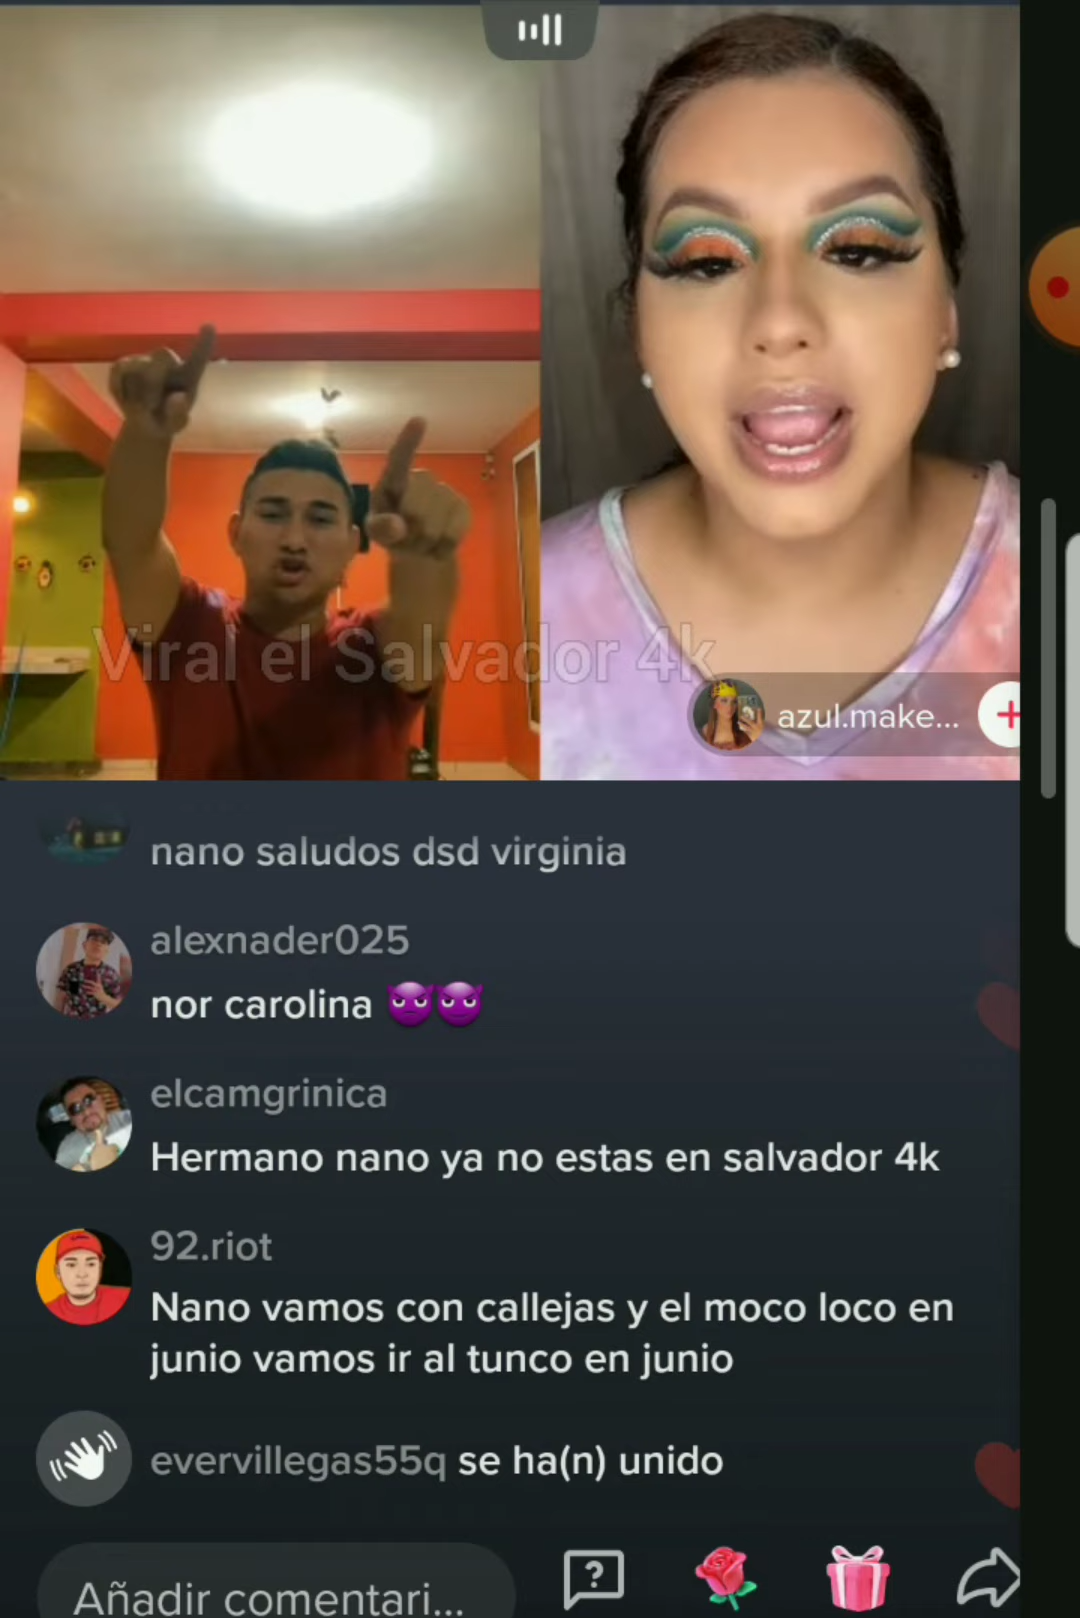 Viral el Salvador 4k
azul.make...
nano saludos dsd virginia
alexnader025
nor carolina
elcamgrinica
Hermano nano ya no estas en salvador 4k
92.riot
Nano vamos con callejas y el moco loco en
junio vamos ir al tunco en junio
evervillegas55q se ha(n) unido
Añadir comentari...
?